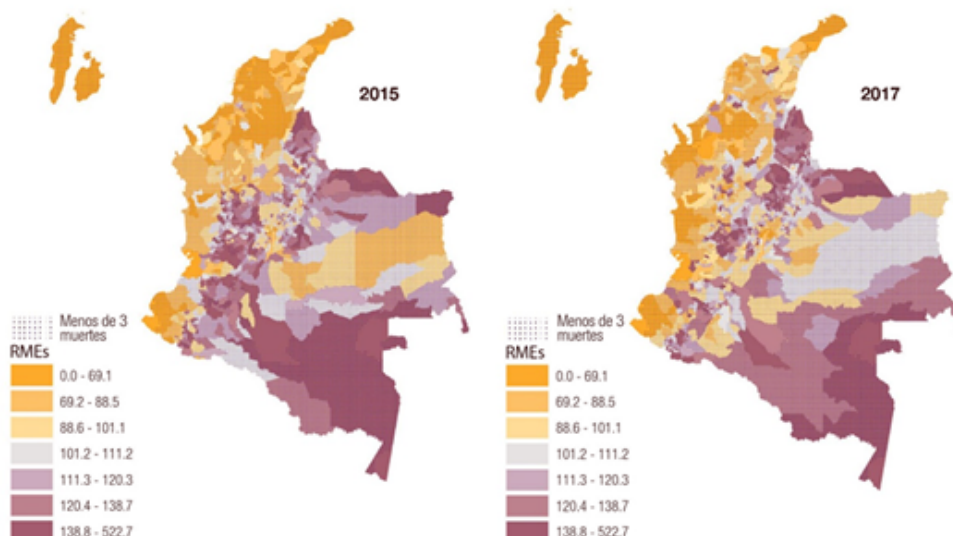 2015
Menos de 3
muertes
RMEs
0.0 - 69.1
69.2 - 88.5
88.6 - 101.1
101.2 - 111.2
111.3 - 120.3
120.4 - 138.7
138.8 - 522.7
2017
Menos de 3
muertes
RMEs
0.0 - 69.1
69.2 - 88.5
88.6 - 101.1
101.2 - 111.2
111.3 - 120.3
120.4 - 138.7
138.8 - 522.7